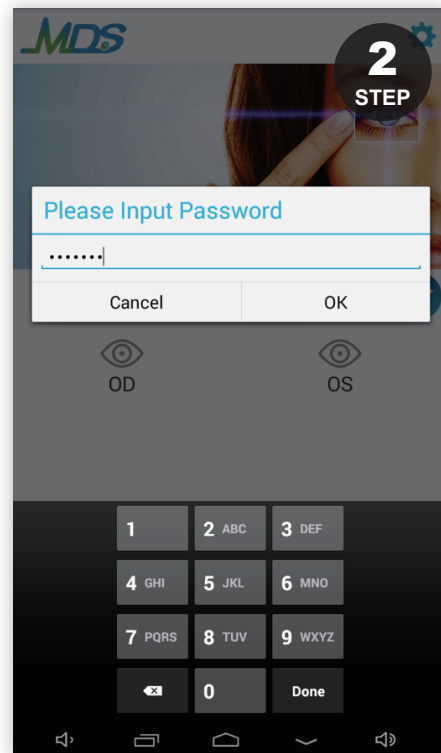 MDS
2
STEP
Please Input Password
•••••••
Cancel OK
OD OS
1 2 ABC 3 DEF
4 GHI 5 JKL 6 MNO
7 PQRS 8 TUV 9 WXYZ
0 Done